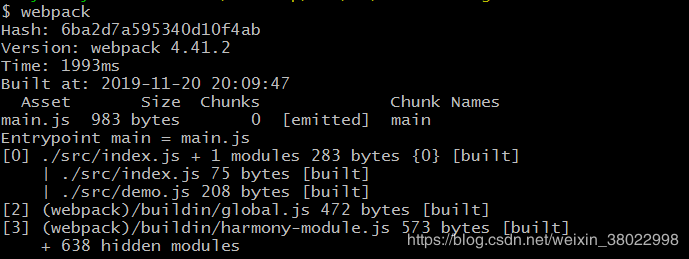 $ webpack
Hash: 6ba2d7a595340d10f4ab
Version: webpack 4.41.2
Time: 1993ms
Built at: 2019-11-20 20:09:47
  Asset       Size  Chunks             Chunk Names
main.js  983 bytes       0  [emitted]  main
Entrypoint main = main.js
[0] ./src/index.js + 1 modules 283 bytes {0} [built]
    | ./src/index.js 75 bytes [built]
    | ./src/demo.js 208 bytes [built]
[2] (webpack)/buildin/global.js 472 bytes [built]
[3] (webpack)/buildin/harmony-module.js 573 bytes [built]
    + 638 hidden modules
https://blog.csdn.net/weixin_38022998